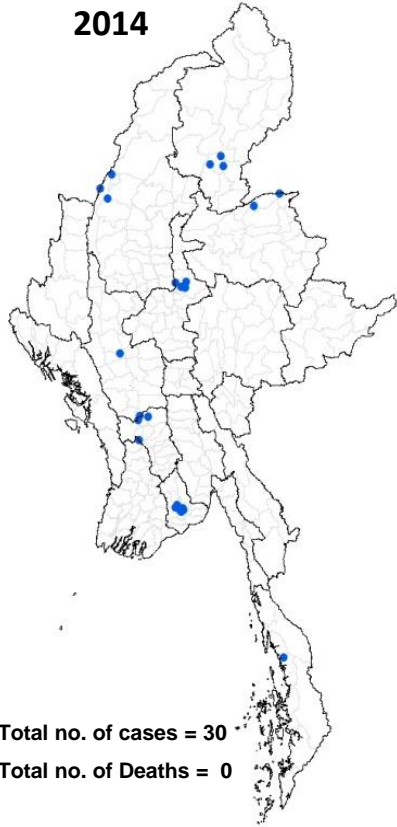 2014
Total no. of cases = 30
Total no. of Deaths = 0